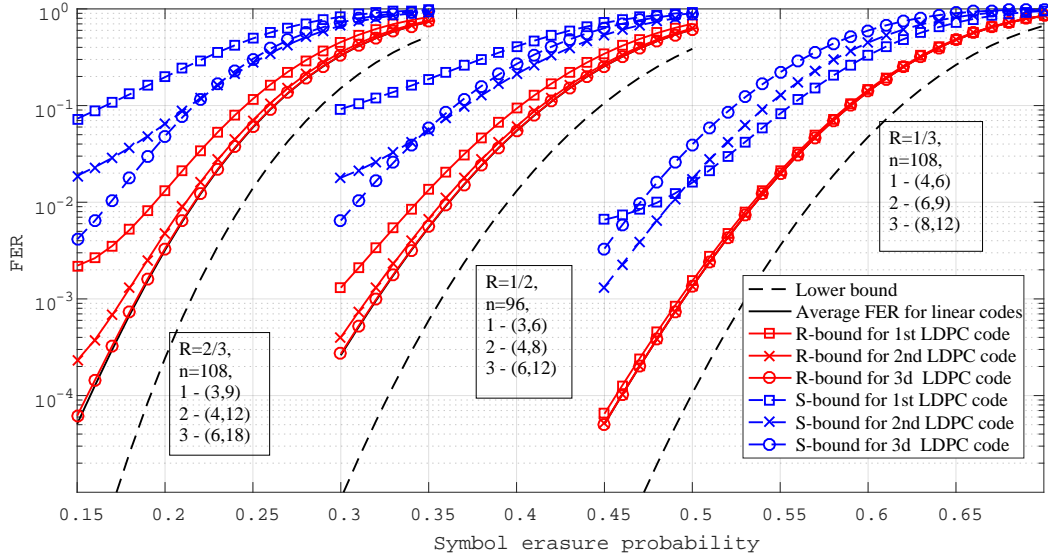 10^0
10^-1
10^-2
10^-3
10^-4
FER
R=2/3,
n=108,
1 - (3,9)
2 - (4,12)
3 - (6,18)
R=1/2,
n=96,
1 - (3,6)
2 - (4,8)
3 - (6,12)
R=1/3,
n=108,
1 - (4,6)
2 - (6,9)
3 - (8,12)
Lower bound
Average FER for linear codes
R-bound for 1st LDPC code
R-bound for 2nd LDPC code
R-bound for 3d LDPC code
S-bound for 1st LDPC code
S-bound for 2nd LDPC code
S-bound for 3d LDPC code
0.15 0.2 0.25 0.3 0.35 0.4 0.45 0.5 0.55 0.6 0.65
Symbol erasure probability